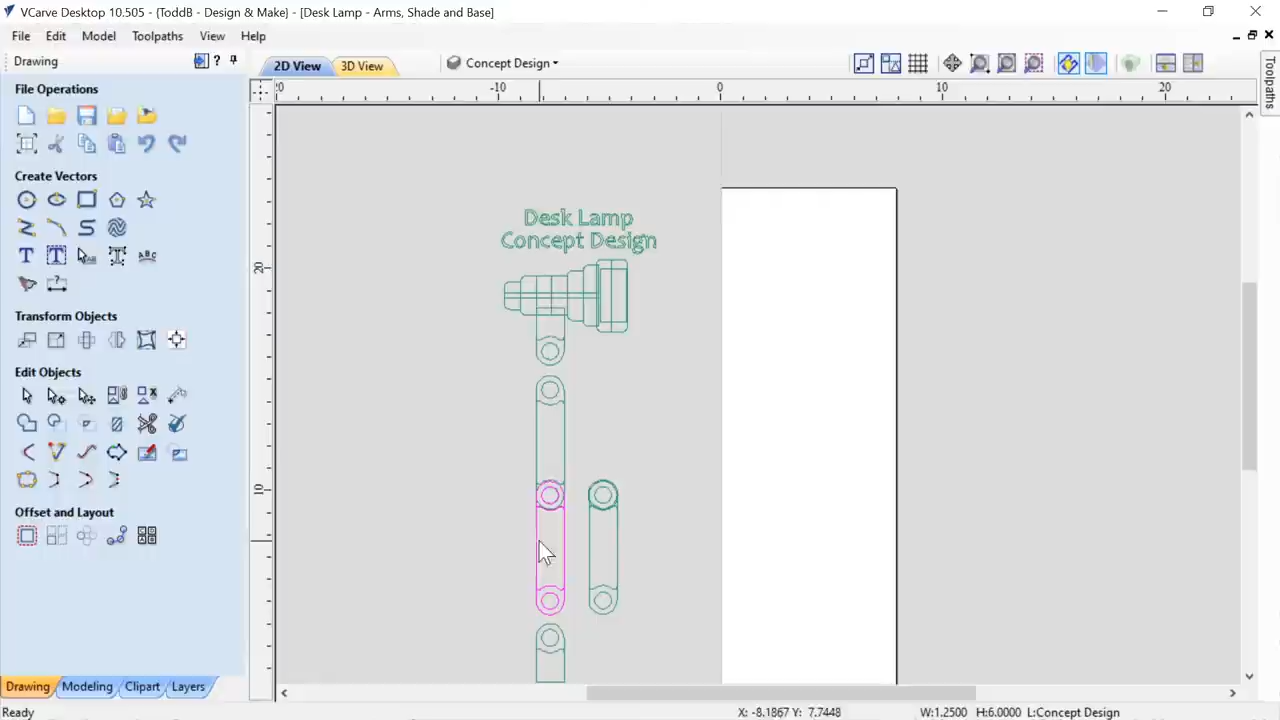 VCarve Desktop 10.505 - {ToddB - Design & Make} - [Desk Lamp - Arms, Shade and Base]
File Edit Model Toolpaths View Help
Drawing
2D View 3D View Concept Design
Toolpaths
File Operations
Create Vectors
Transform Objects
Edit Objects
Offset and Layout
-10 0 10 20
20
10
Desk Lamp
Concept Design
Drawing Modeling Clipart Layers
Ready
X: -8.1867 Y: 7.7448
W:1.2500 H:6.0000 L:Concept Design